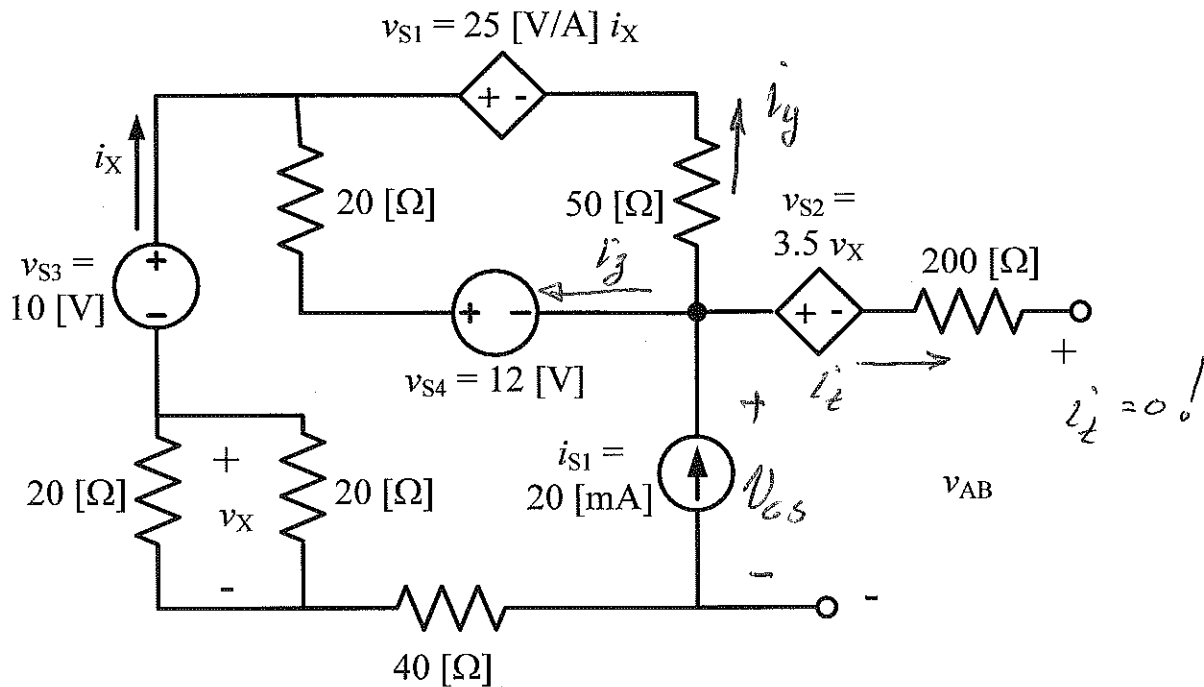 vS1 = 25 [V/A] iX
+ -
iy
iX
20 [Ω]
50 [Ω]
vS2 =
3.5 vX
200 [Ω]
vS3 =
10 [V]
+
-
iz
+ -
vS4 = 12 [V]
+ -
it
+
it = 0!
+
20 [Ω]
+
vX
-
20 [Ω]
iS1 =
20 [mA]
vcs
vAB
-
-
40 [Ω]